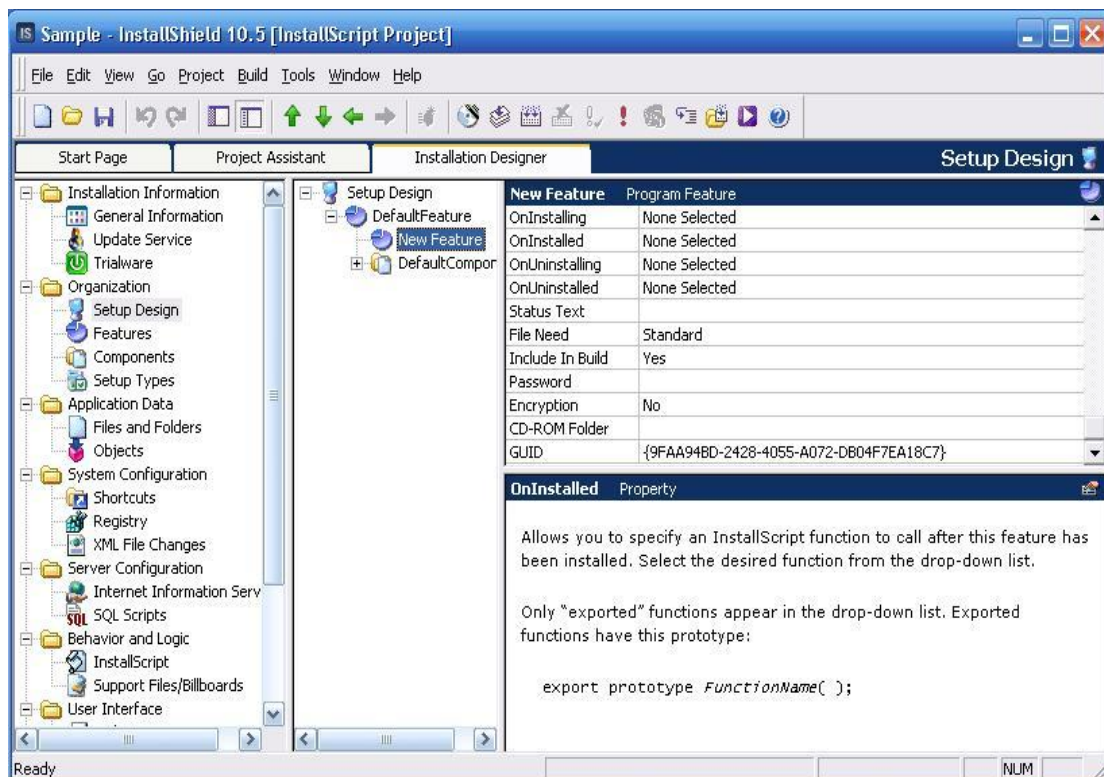 IS Sample - InstallShield 10.5 [InstallScript Project]
File Edit View Go Project Build Tools Window Help
Start Page Project Assistant Installation Designer Setup Design
Installation Information
General Information
Update Service
Trialware
Organization
Setup Design
Features
Components
Setup Types
Application Data
Files and Folders
Objects
System Configuration
Shortcuts
Registry
XML File Changes
Server Configuration
Internet Information Serv
SQL SQL Scripts
Behavior and Logic
InstallScript
Support Files/Billboards
User Interface
Setup Design
DefaultFeature
New Feature
DefaultCompor
New Feature Program Feature
OnInstalling None Selected
OnInstalled None Selected
OnUninstalling None Selected
OnUninstalled None Selected
Status Text
File Need Standard
Include In Build Yes
Password
Encryption No
CD-ROM Folder
GUID {9FAA94BD-2428-4055-A072-DB04F7EA18C7}
OnInstalled Property
Allows you to specify an InstallScript function to call after this feature has
been installed. Select the desired function from the drop-down list.
Only "exported" functions appear in the drop-down list. Exported
functions have this prototype:
export prototype FunctionName( );
Ready NUM